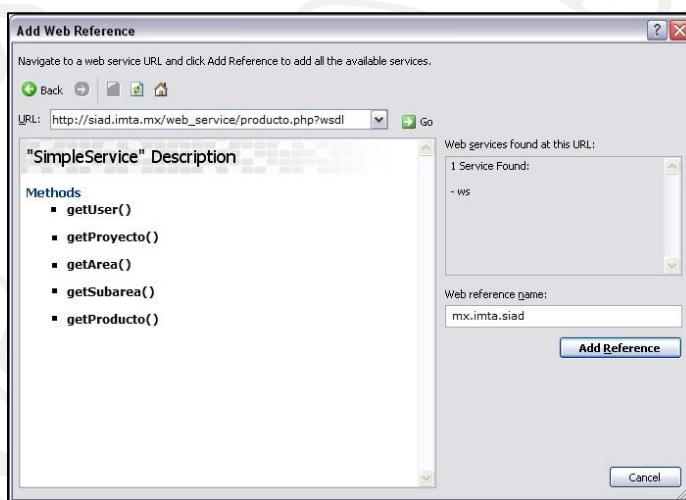 Add Web Reference
Navigate to a web service URL and click Add Reference to add all the available services.
Back
URL: http://siad.imta.mx/web_service/producto.php?wsdl Go
"SimpleService" Description
Methods
getUser()
getProyecto()
getArea()
getSubarea()
getProducto()
Web services found at this URL:
1 Service Found:
- ws
Web reference name:
mx.imta.siad
Add Reference
Cancel